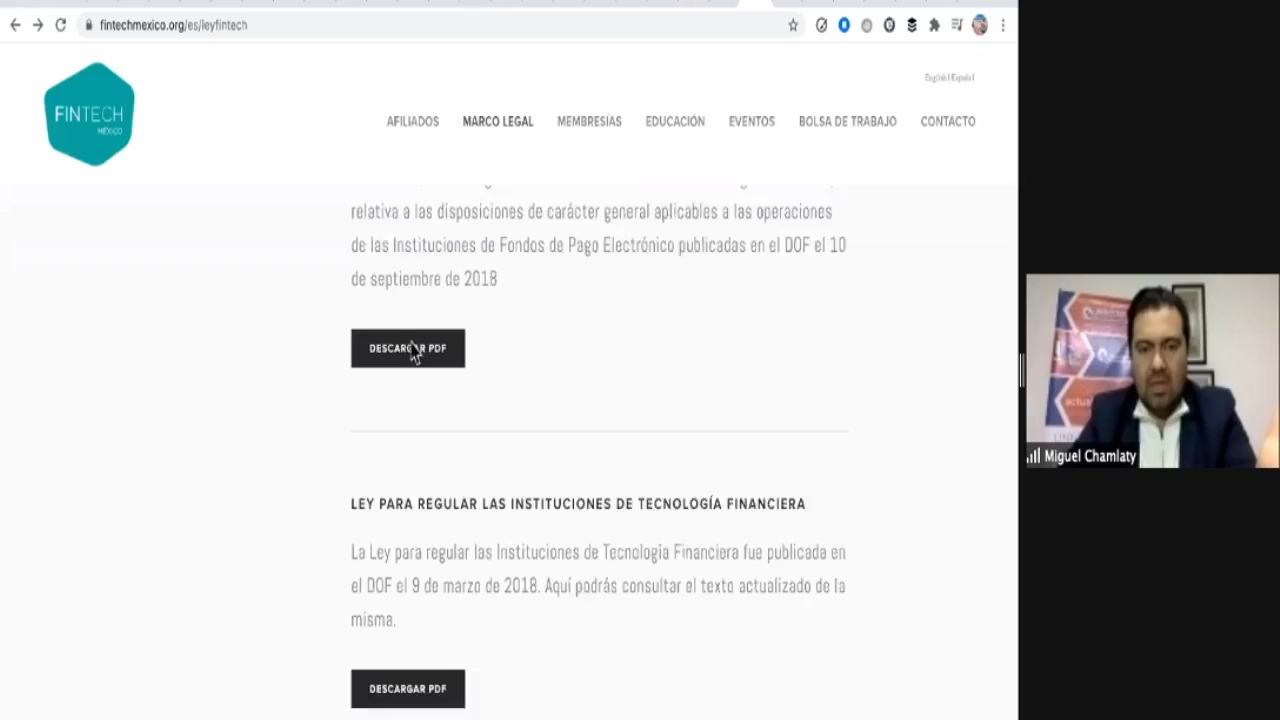 fintechmexico.org/es/leyfintech
English | Español
FINTECH
MÉXICO
AFILIADOS MARCO LEGAL MEMBRESÍAS EDUCACIÓN EVENTOS BOLSA DE TRABAJO CONTACTO
relativa a las disposiciones de carácter general aplicables a las operaciones
de las Instituciones de Fondos de Pago Electrónico publicadas en el DOF el 10
de septiembre de 2018
DESCARGAR PDF
LEY PARA REGULAR LAS INSTITUCIONES DE TECNOLOGÍA FINANCIERA
La Ley para regular las Instituciones de Tecnología Financiera fue publicada en
el DOF el 9 de marzo de 2018. Aquí podrás consultar el texto actualizado de la
misma.
DESCARGAR PDF
Miguel Chamlaty